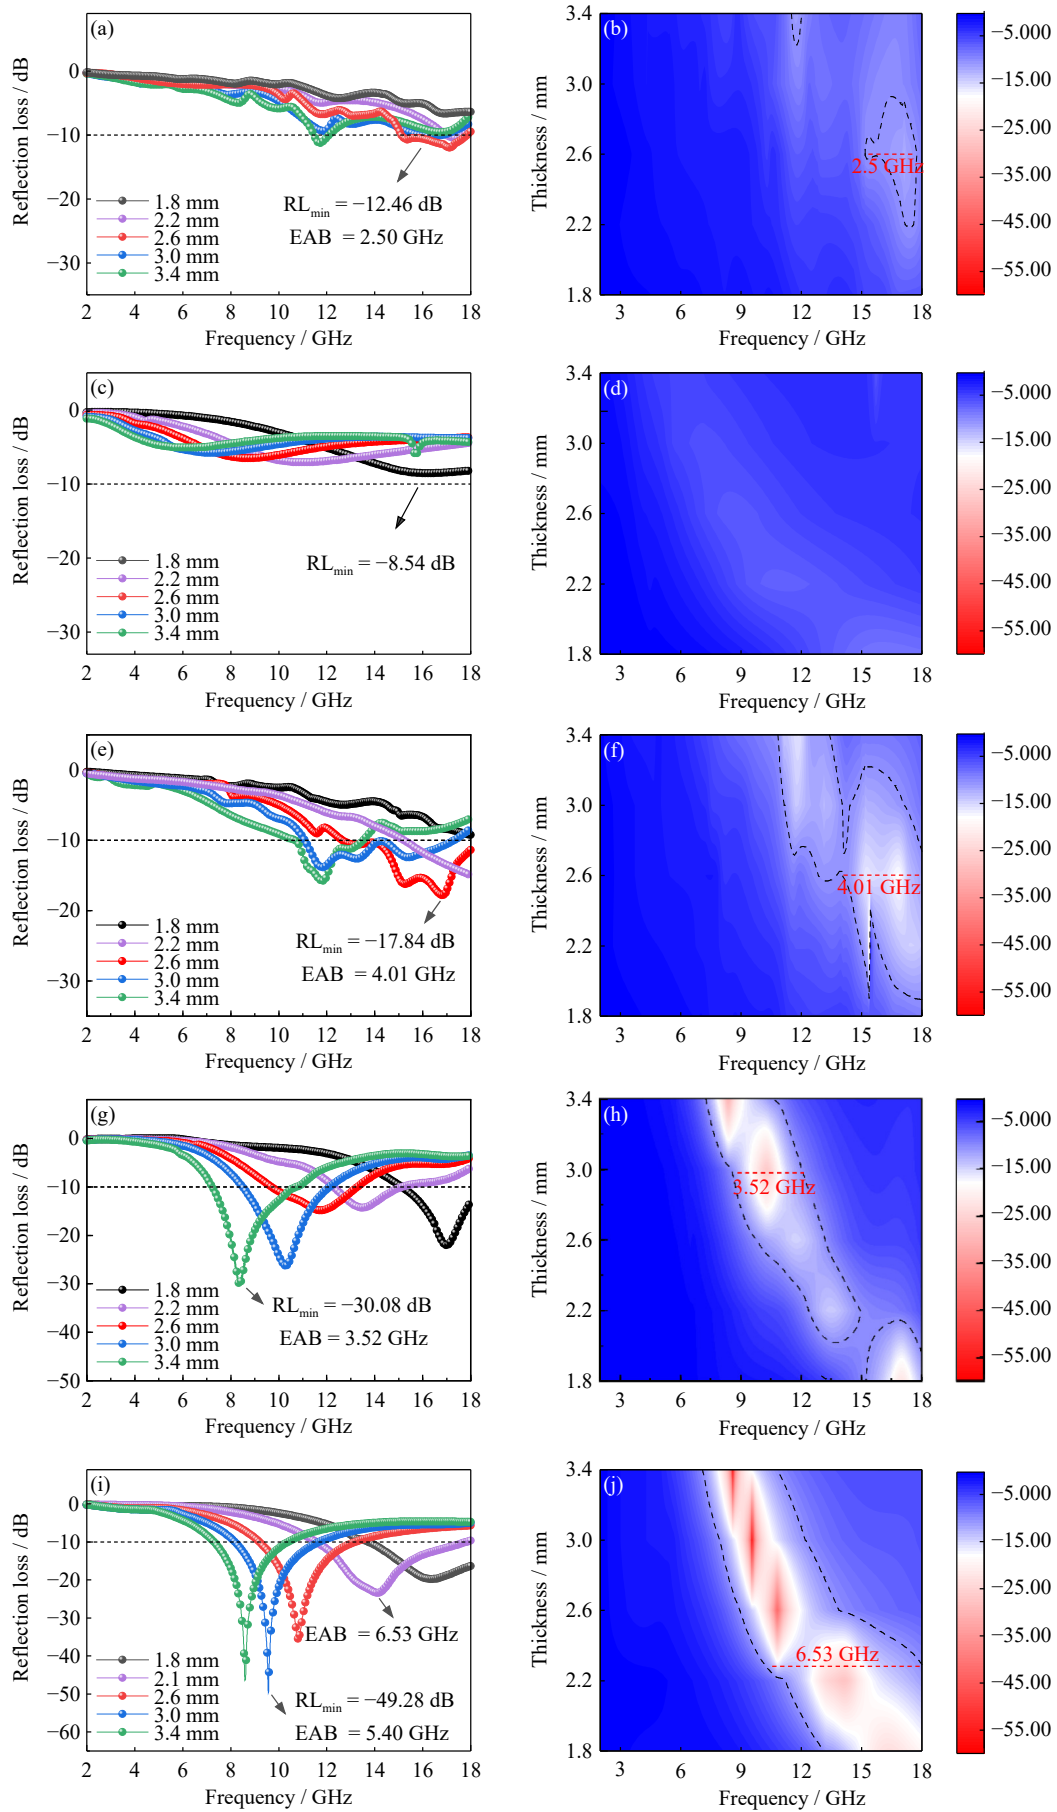 (a)
Reflection loss / dB
0
−10
−20
−30
1.8 mm
2.2 mm
2.6 mm
3.0 mm
3.4 mm
RLmin = −12.46 dB
EAB = 2.50 GHz
2 4 6 8 10 12 14 16 18
Frequency / GHz
(b)
Thickness / mm
3.4
3.0
2.6
2.2
1.8
2.5 GHz
3 6 9 12 15 18
Frequency / GHz
−5.000
−15.00
−25.00
−35.00
−45.00
−55.00
(c)
Reflection loss / dB
0
−10
−20
−30
1.8 mm
2.2 mm
2.6 mm
3.0 mm
3.4 mm
RLmin = −8.54 dB
2 4 6 8 10 12 14 16 18
Frequency / GHz
(d)
Thickness / mm
3.4
3.0
2.6
2.2
1.8
3 6 9 12 15 18
Frequency / GHz
−5.000
−15.00
−25.00
−35.00
−45.00
−55.00
(e)
Reflection loss / dB
0
−10
−20
−30
1.8 mm
2.2 mm
2.6 mm
3.0 mm
3.4 mm
RLmin = −17.84 dB
EAB = 4.01 GHz
2 4 6 8 10 12 14 16 18
Frequency / GHz
(f)
Thickness / mm
3.4
3.0
2.6
2.2
1.8
4.01 GHz
3 6 9 12 15 18
Frequency / GHz
−5.000
−15.00
−25.00
−35.00
−45.00
−55.00
(g)
Reflection loss / dB
0
−10
−20
−30
−40
−50
1.8 mm
2.2 mm
2.6 mm
3.0 mm
3.4 mm
RLmin = −30.08 dB
EAB = 3.52 GHz
2 4 6 8 10 12 14 16 18
Frequency / GHz
(h)
Thickness / mm
3.4
3.0
2.6
2.2
1.8
3.52 GHz
3 6 9 12 15 18
Frequency / GHz
−5.000
−15.00
−25.00
−35.00
−45.00
−55.00
(i)
Reflection loss / dB
0
−10
−20
−30
−40
−50
−60
EAB = 6.53 GHz
1.8 mm
2.1 mm
2.6 mm
3.0 mm
3.4 mm
RLmin = −49.28 dB
EAB = 5.40 GHz
2 4 6 8 10 12 14 16 18
Frequency / GHz
(j)
Thickness / mm
3.4
3.0
2.6
2.2
1.8
6.53 GHz
3 6 9 12 15 18
Frequency / GHz
−5.000
−15.00
−25.00
−35.00
−45.00
−55.00